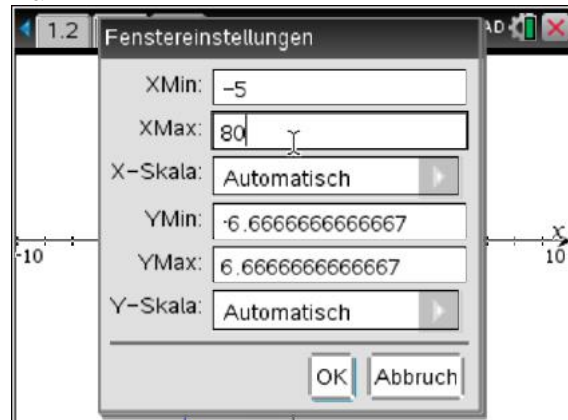 1.2 AD
Fenstereinstellungen
XMin: -5
XMax: 80
X-Skala: Automatisch
YMin: -6.6666666666667
YMax: 6.6666666666667
Y-Skala: Automatisch
OK Abbruch
-10
x
10